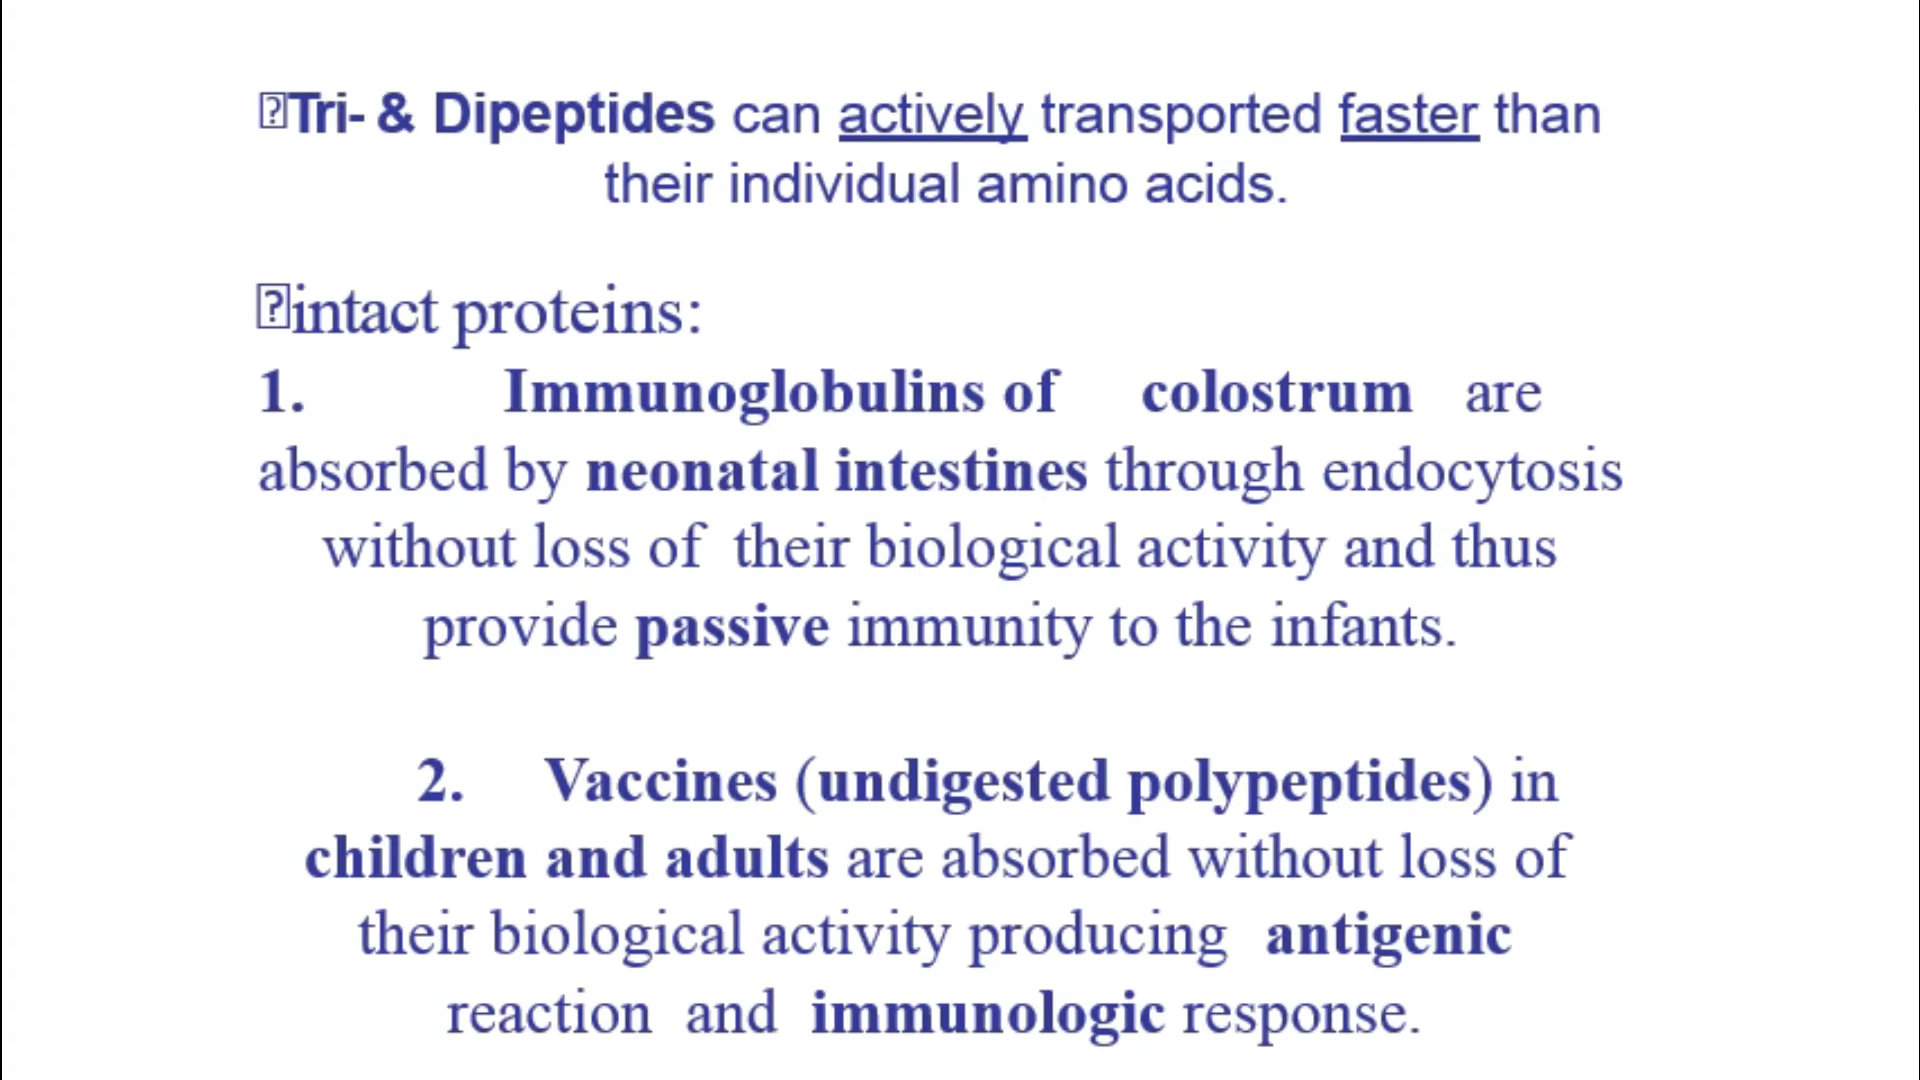 Tri- & Dipeptides can actively transported faster than
their individual amino acids.
intact proteins:
1. Immunoglobulins of colostrum are
absorbed by neonatal intestines through endocytosis
without loss of their biological activity and thus
provide passive immunity to the infants.
2. Vaccines (undigested polypeptides) in
children and adults are absorbed without loss of
their biological activity producing antigenic
reaction and immunologic response.